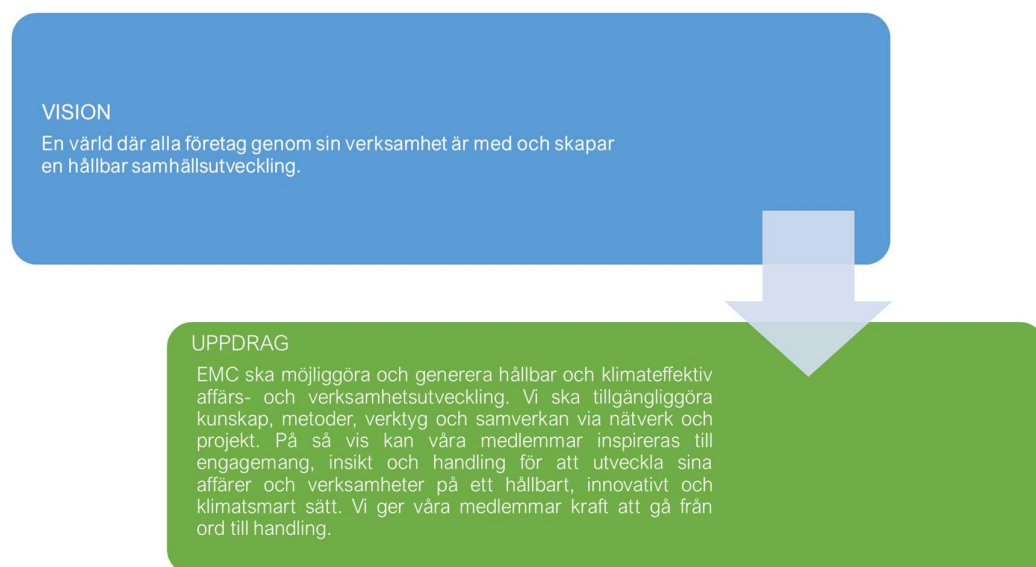 VISION
En värld där alla företag genom sin verksamhet är med och skapar
en hållbar samhällsutveckling.
UPPDRAG
EMC ska möjliggöra och generera hållbar och klimateffektiv
affärs- och verksamhetsutveckling. Vi ska tillgängliggöra
kunskap, metoder, verktyg och samverkan via nätverk och
projekt. På så vis kan våra medlemmar inspireras till
engagemang, insikt och handling för att utveckla sina
affärer och verksamheter på ett hållbart, innovativt och
klimatsmart sätt. Vi ger våra medlemmar kraft att gå från
ord till handling.